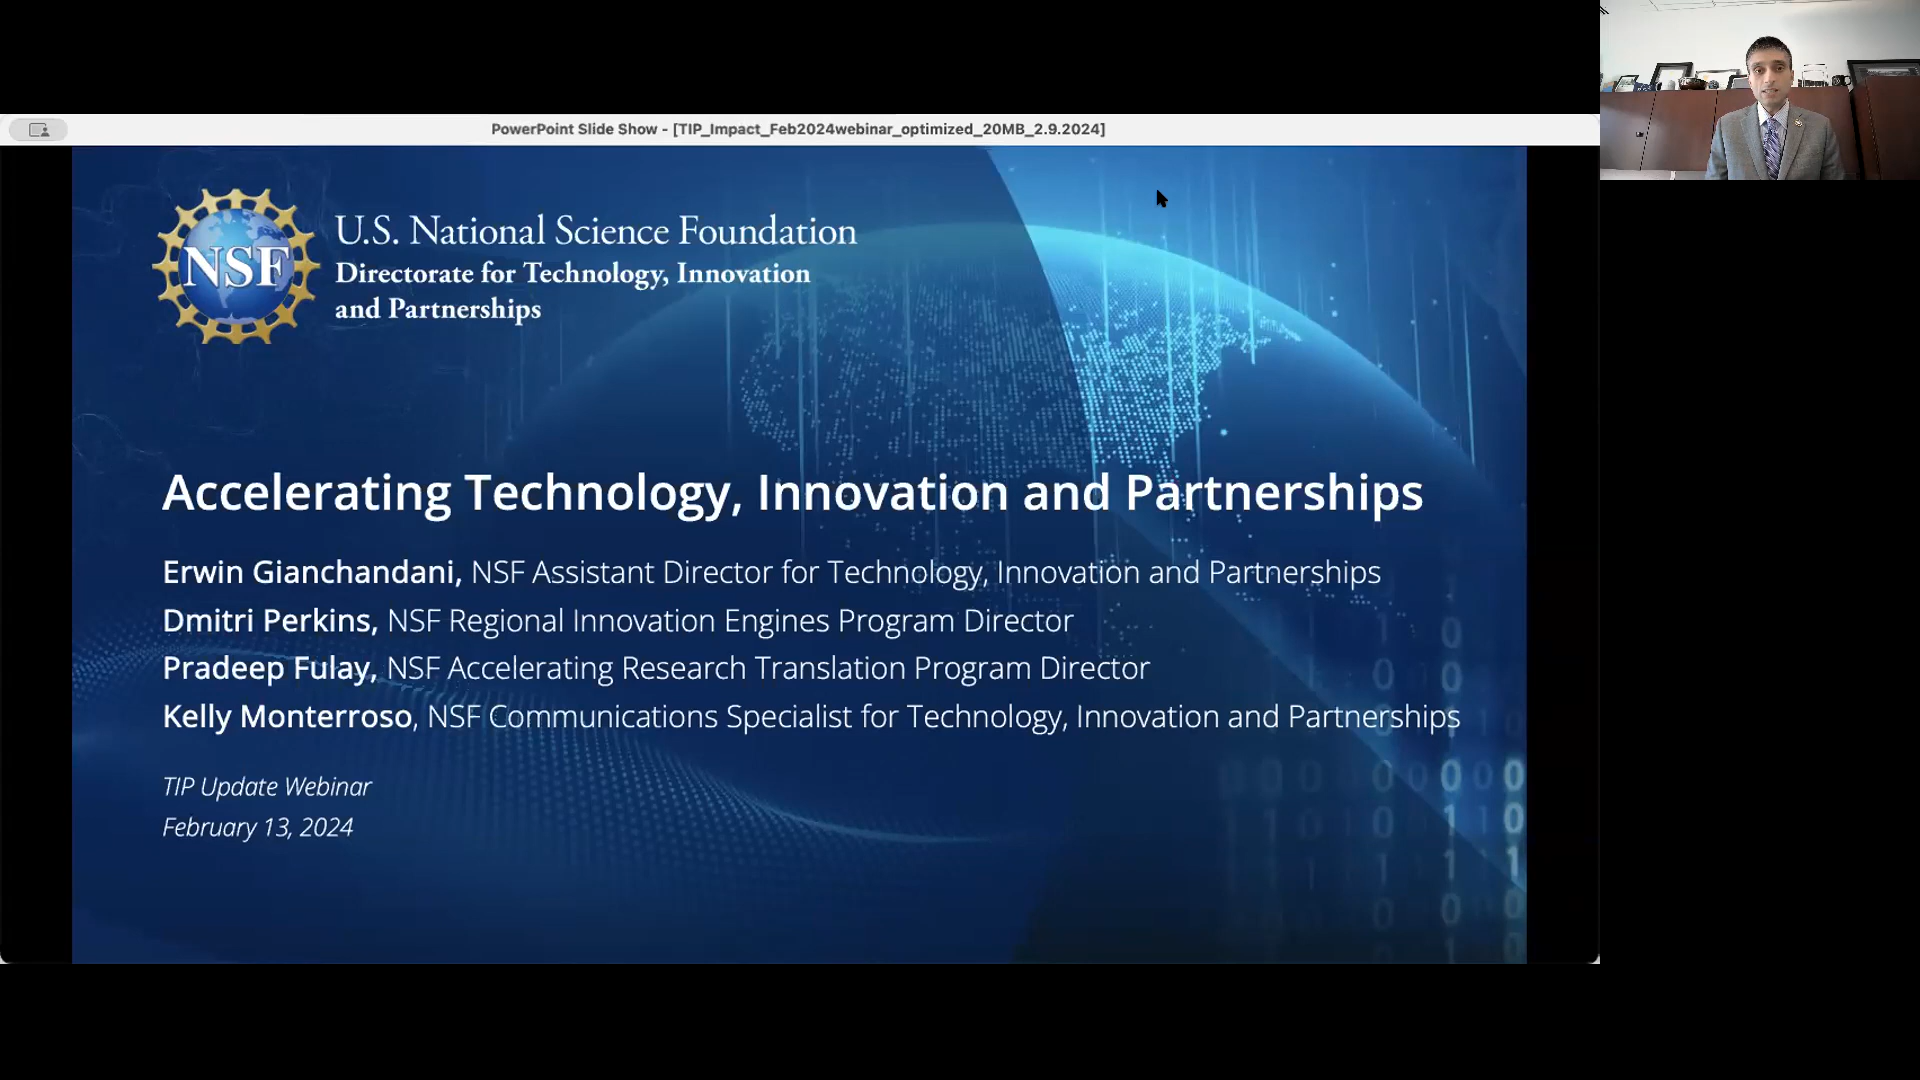 PowerPoint Slide Show - [TIP_Impact_Feb2024webinar_optimized_20MB_2.9.2024]
NSF
U.S. National Science Foundation
Directorate for Technology, Innovation
and Partnerships
Accelerating Technology, Innovation and Partnerships
Erwin Gianchandani, NSF Assistant Director for Technology, Innovation and Partnerships
Dmitri Perkins, NSF Regional Innovation Engines Program Director
Pradeep Fulay, NSF Accelerating Research Translation Program Director
Kelly Monterroso, NSF Communications Specialist for Technology, Innovation and Partnerships
TIP Update Webinar
February 13, 2024